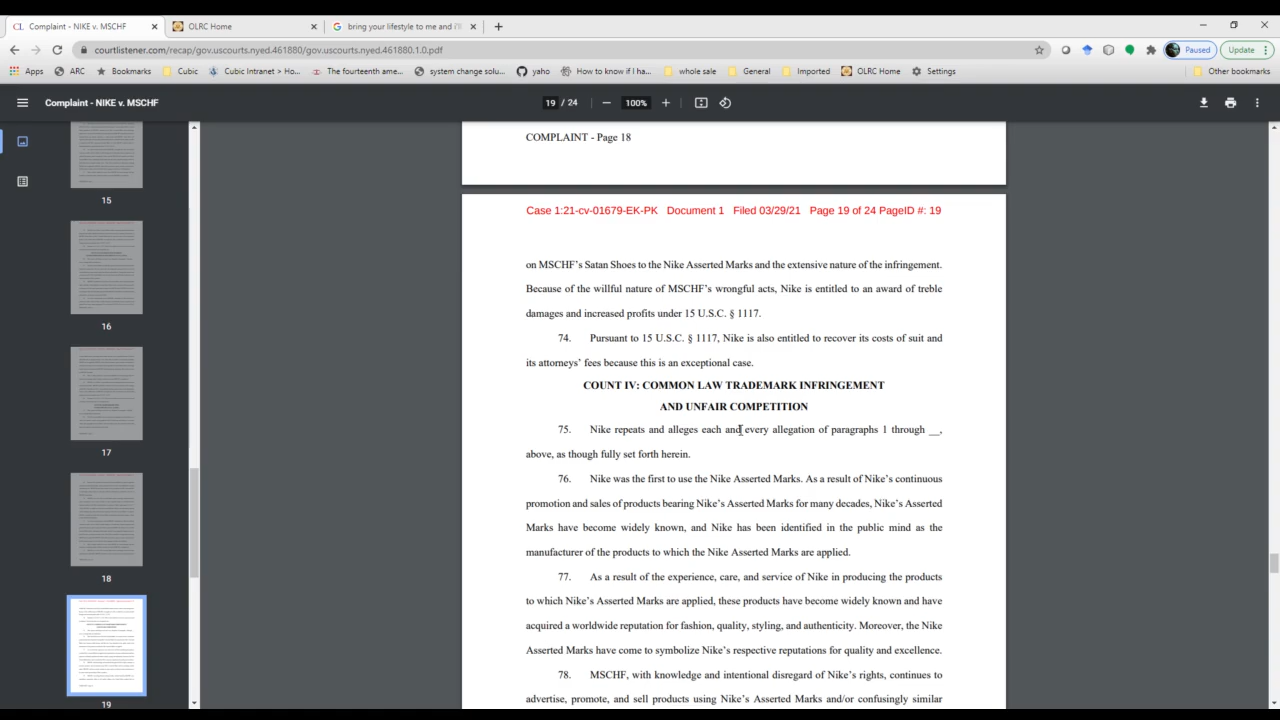 Complaint - NIKE v. MSCHF
OLRC Home
bring your lifestyle to me and i'll
courtlistener.com/recap/gov.uscourts.nyed.461880/gov.uscourts.nyed.461880.1.0.pdf
Paused
Update
Apps
ARC
Bookmarks
Cubic
Cubic Intranet > Ho...
The fourteenth ame...
system change solu...
yaho
How to know if I ha...
whole sale
General
Imported
OLRC Home
Settings
Other bookmarks
Complaint - NIKE v. MSCHF
19 / 24
100%
15
16
17
18
19
COMPLAINT - Page 18
Case 1:21-cv-01679-EK-PK Document 1 Filed 03/29/21 Page 19 of 24 PageID #: 19
on MSCHF's Satan Shoes to the Nike Asserted Marks and the extensive nature of the infringement.
Because of the willful nature of MSCHF's wrongful acts, Nike is entitled to an award of treble
damages and increased profits under 15 U.S.C. § 1117.
74. Pursuant to 15 U.S.C. § 1117, Nike is also entitled to recover its costs of suit and
its attorneys' fees because this is an exceptional case.
COUNT IV: COMMON LAW TRADEMARK INFRINGEMENT
AND UNFAIR COMPETITION
75. Nike repeats and alleges each and every allegation of paragraphs 1 through __,
above, as though fully set forth herein.
76. Nike was the first to use the Nike Asserted Marks. As a result of Nike's continuous
promotion and sales of products bearing Nike's Asserted Marks for many decades, Nike's Asserted
Marks have become widely known, and Nike has been identified in the public mind as the
manufacturer of the products to which the Nike Asserted Marks are applied.
77. As a result of the experience, care, and service of Nike in producing the products
to which Nike's Asserted Marks are applied, these products have become widely known and have
acquired a worldwide reputation for fashion, quality, styling, and authenticity. Moreover, the Nike
Asserted Marks have come to symbolize Nike's respective reputations for quality and excellence.
78. MSCHF, with knowledge and intentional disregard of Nike's rights, continues to
advertise, promote, and sell products using Nike's Asserted Marks and/or confusingly similar